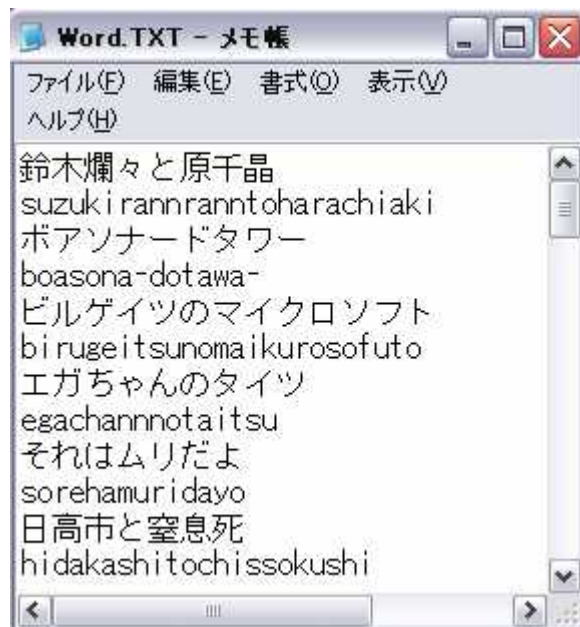 Word.TXT - メモ帳
ファイル(F) 編集(E) 書式(O) 表示(V)
ヘルプ(H)
鈴木爛々と原千晶
suzukirannranntoharachiaki
ボアソナードタワー
boasona-dotawa-
ビルゲイツのマイクロソフト
birugeitsunomaikurosofuto
エガちゃんのタイツ
egachannnotaitsu
それはムリだよ
sorehamuridayo
日高市と窒息死
hidakashitochissokushi